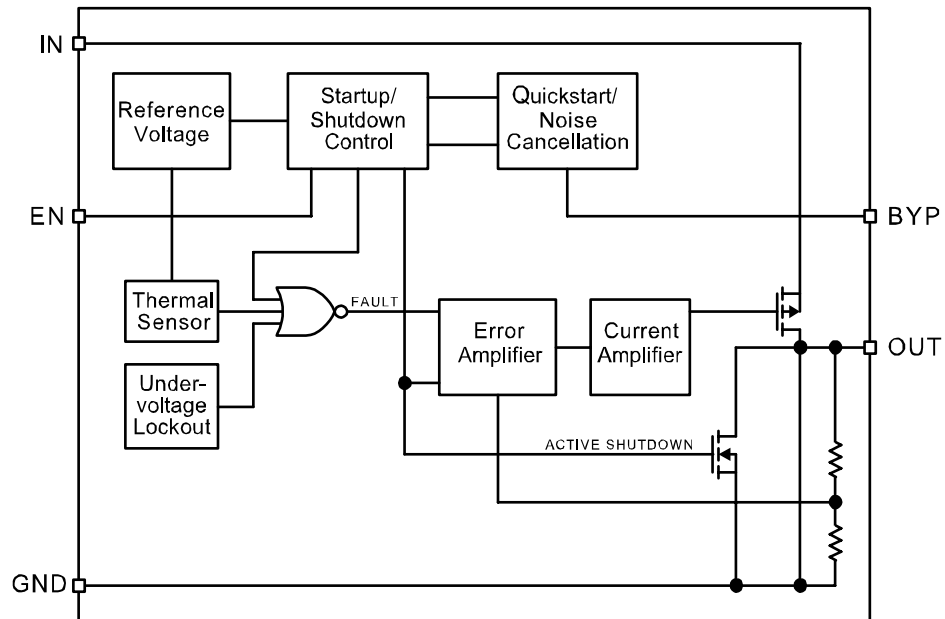 IN
Reference
Voltage
Startup/
Shutdown
Control
Quickstart/
Noise
Cancellation
EN
BYP
Thermal
Sensor
FAULT
Error
Amplifier
Current
Amplifier
OUT
Under-
voltage
Lockout
ACTIVE SHUTDOWN
GND